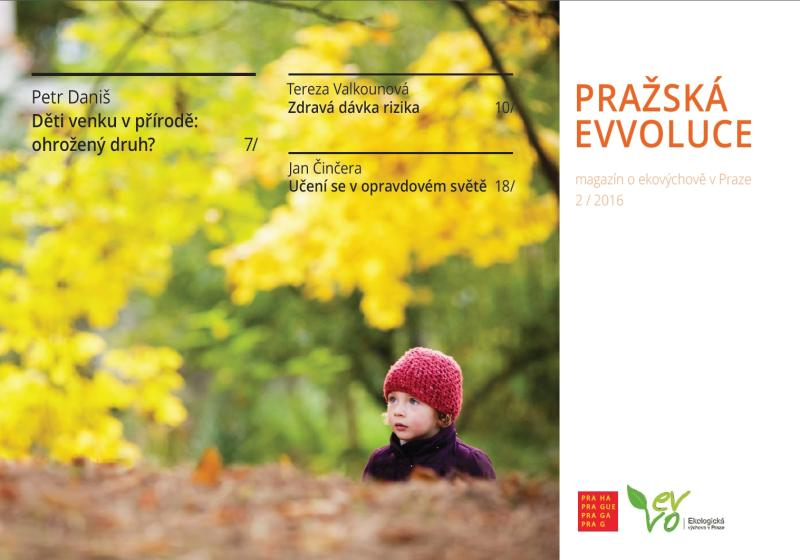 Petr Daniš
Děti venku v přírodě:
ohrožený druh? 7/
Tereza Valkounová
Zdravá dávka rizika 10/
Jan Činčera
Učení se v opravdovém světě 18/
PRAŽSKÁ
EVVOLUCE
magazín o ekovýchově v Praze
2 / 2016
PRA HA
PRA GUE
PRA GA
PRA G
ev
vo
Ekologická
výchova v Praze